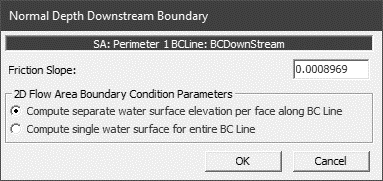 Normal Depth Downstream Boundary
SA: Perimeter 1 BCLine: BCDownStream
Friction Slope: 0.0008969
2D Flow Area Boundary Condition Parameters
Compute separate water surface elevation per face along BC Line
Compute single water surface for entire BC Line
OK Cancel